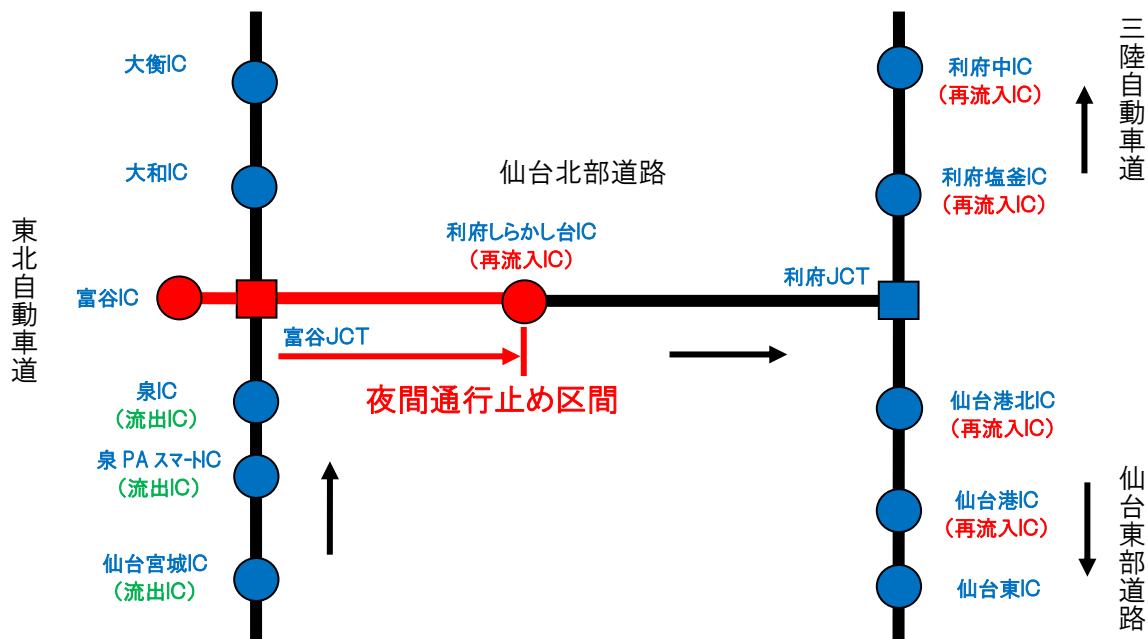 東北自動車道
大衡IC
大和IC
富谷IC
富谷JCT
泉IC
(流出IC)
泉 PA スマートIC
(流出IC)
仙台宮城IC
(流出IC)
仙台北部道路
利府しらかし台IC
(再流入IC)
夜間通行止め区間
利府JCT
利府中IC
(再流入IC)
利府塩釜IC
(再流入IC)
仙台港北IC
(再流入IC)
仙台港IC
(再流入IC)
仙台東IC
三陸自動車道
仙台東部道路